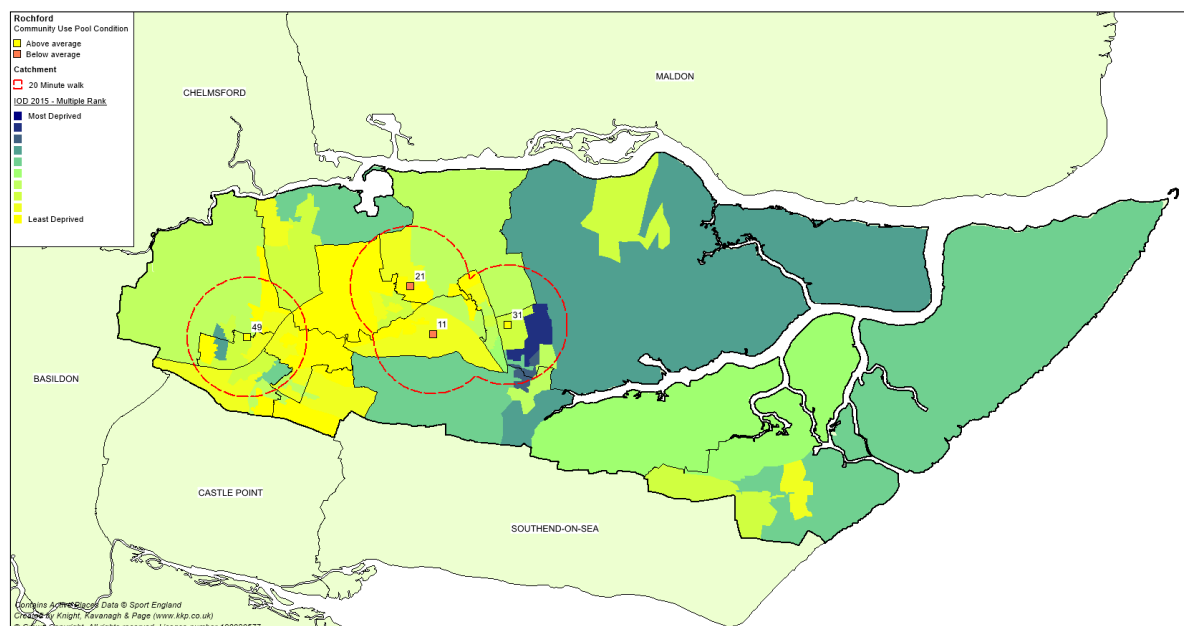 Rochford
Community Use Pool Condition
Above average
Below average
Catchment
20 Minute walk
IOD 2015 - Multiple Rank
Most Deprived
Least Deprived
MALDON
CHELMSFORD
21
31
11
49
BASILDON
CASTLE POINT
SOUTHEND-ON-SEA
Contains Active Places Data © Sport England
Created by Knight, Kavanagh & Page (www.kkp.co.uk)